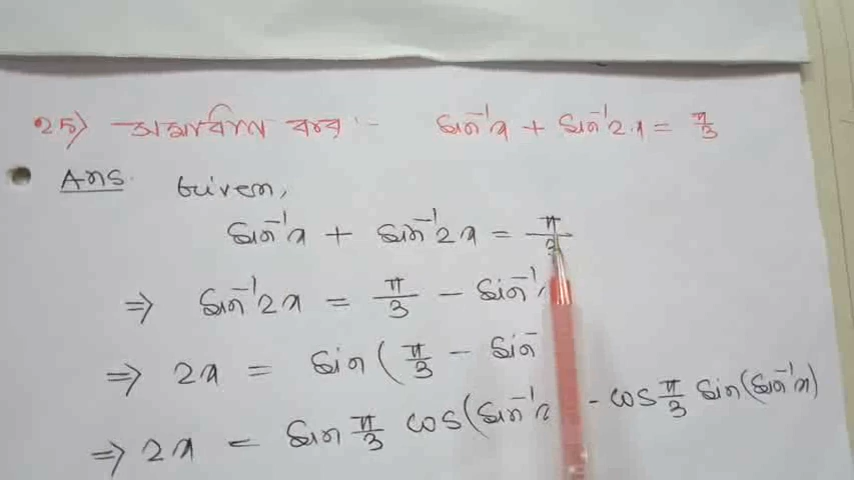 25) সমাধান কৰ :- sin⁻¹x + sin⁻¹2x = π/3
Ans. Given,
sin⁻¹x + sin⁻¹2x = π/3
⇒ sin⁻¹2x = π/3 - sin⁻¹
⇒ 2x = sin(π/3 - sin⁻
⇒ 2x = sin π/3 cos(sin⁻¹x - cos π/3 sin(sin⁻¹x)